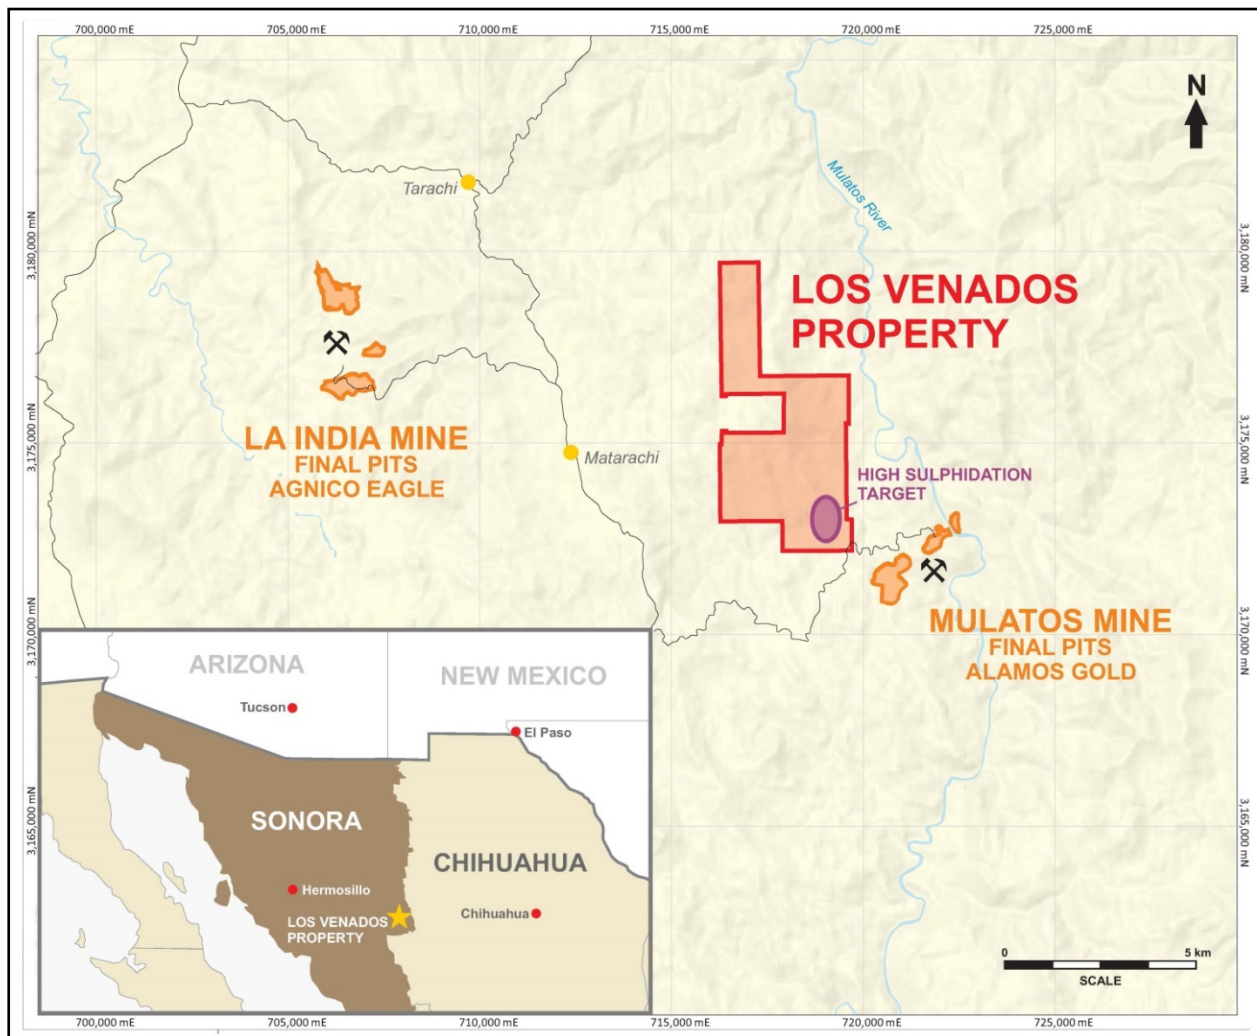 700,000 mE
705,000 mE
710,000 mE
715,000 mE
720,000 mE
725,000 mE
N
Tarachi
Mulatos River
3,180,000 mN
3,180,000 mN
LOS VENADOS
PROPERTY
LA INDIA MINE
FINAL PITS
AGNICO EAGLE
Matarachi
3,175,000 mN
3,175,000 mN
HIGH SULPHIDATION
TARGET
MULATOS MINE
FINAL PITS
ALAMOS GOLD
3,170,000 mN
3,170,000 mN
ARIZONA
NEW MEXICO
Tucson
El Paso
SONORA
CHIHUAHUA
Hermosillo
LOS VENADOS
PROPERTY
Chihuahua
3,165,000 mN
3,165,000 mN
0
5 km
SCALE
700,000 mE
705,000 mE
710,000 mE
715,000 mE
720,000 mE
725,000 mE